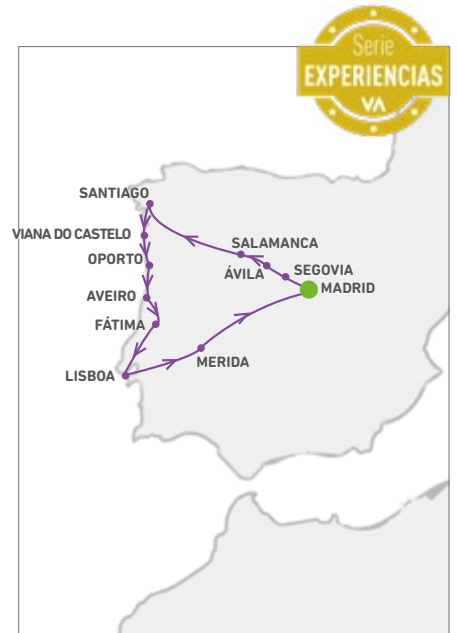 Serie
EXPERIENCIAS
VA
SANTIAGO
VIANA DO CASTELO
SALAMANCA
OPORTO
ÁVILA
SEGOVIA
MADRID
AVEIRO
FÁTIMA
MERIDA
LISBOA